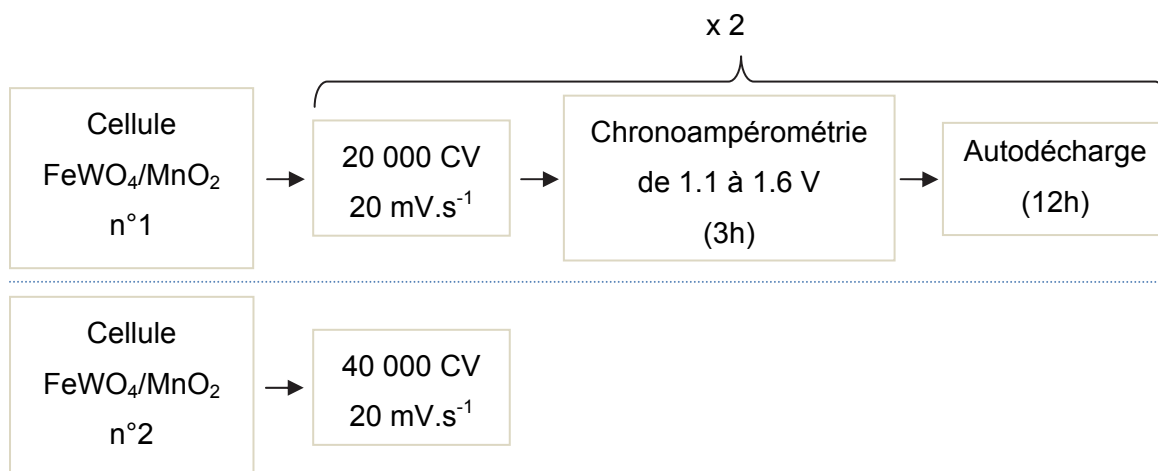 x 2
Cellule
FeWO₄/MnO₂
n°1
20 000 CV
20 mV.s⁻¹
Chronoampérométrie
de 1.1 à 1.6 V
(3h)
Autodécharge
(12h)
Cellule
FeWO₄/MnO₂
n°2
40 000 CV
20 mV.s⁻¹